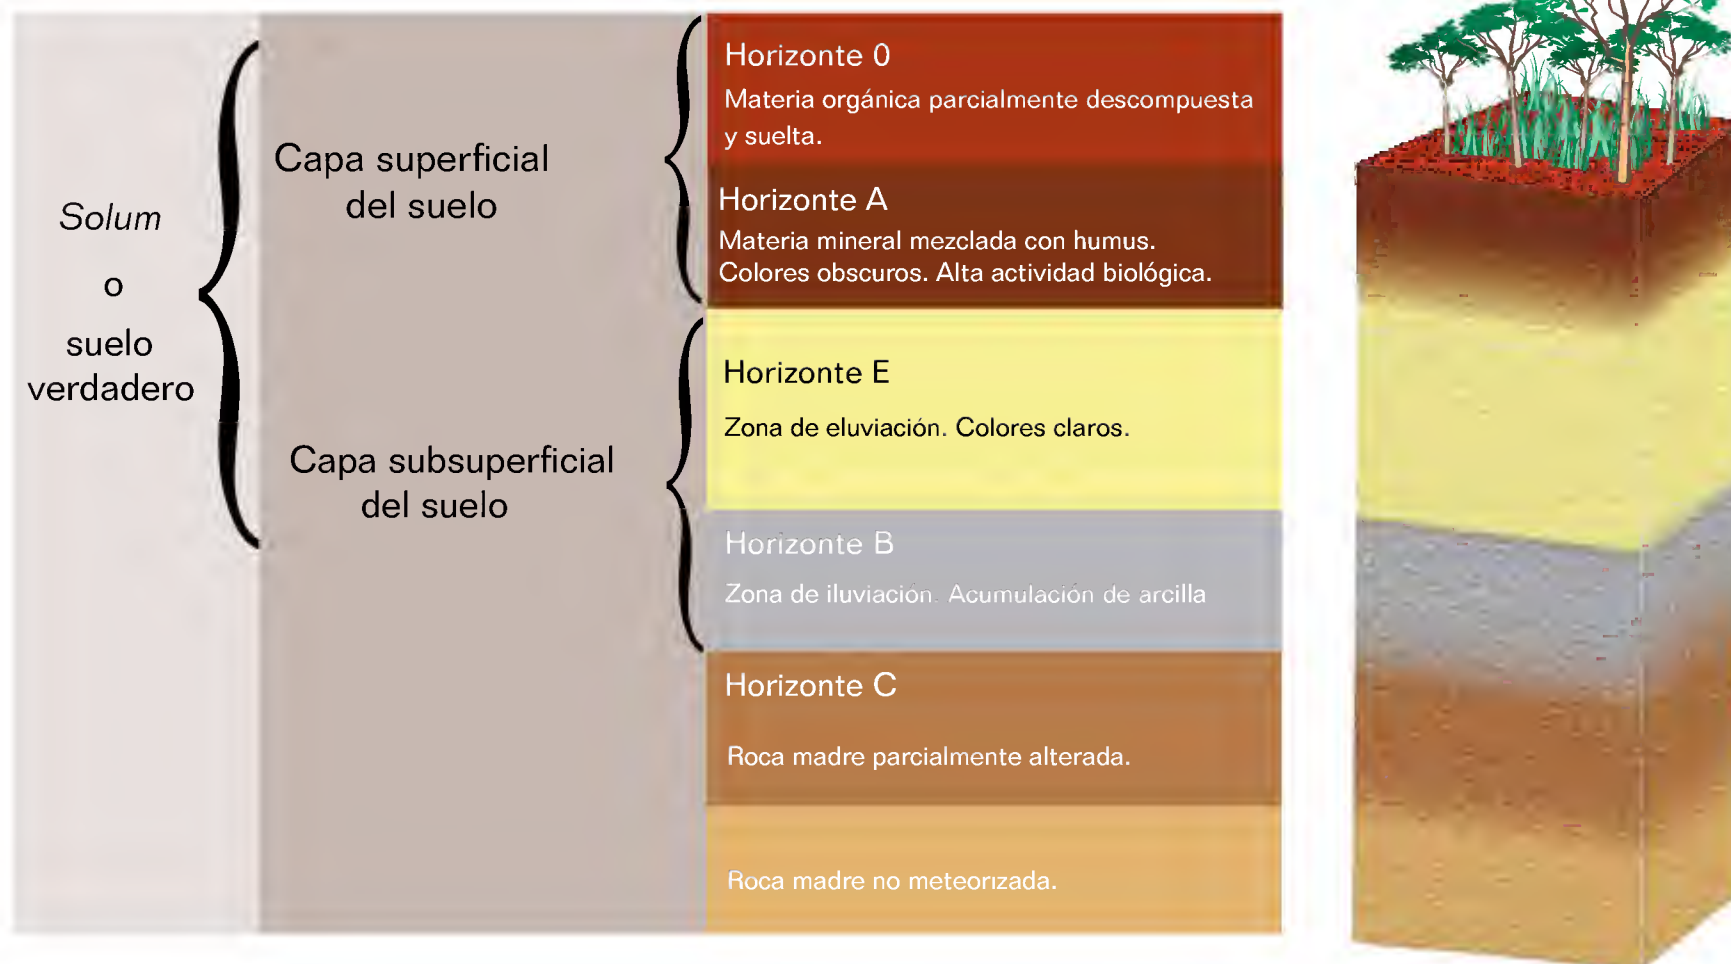 Solum
o
suelo
verdadero
Capa superficial
del suelo
Capa subsuperficial
del suelo
Horizonte 0
Materia orgánica parcialmente descompuesta
y suelta.
Horizonte A
Materia mineral mezclada con humus.
Colores obscuros. Alta actividad biológica.
Horizonte E
Zona de eluviación. Colores claros.
Horizonte B
Zona de iluviación. Acumulación de arcilla
Horizonte C
Roca madre parcialmente alterada.
Roca madre no meteorizada.